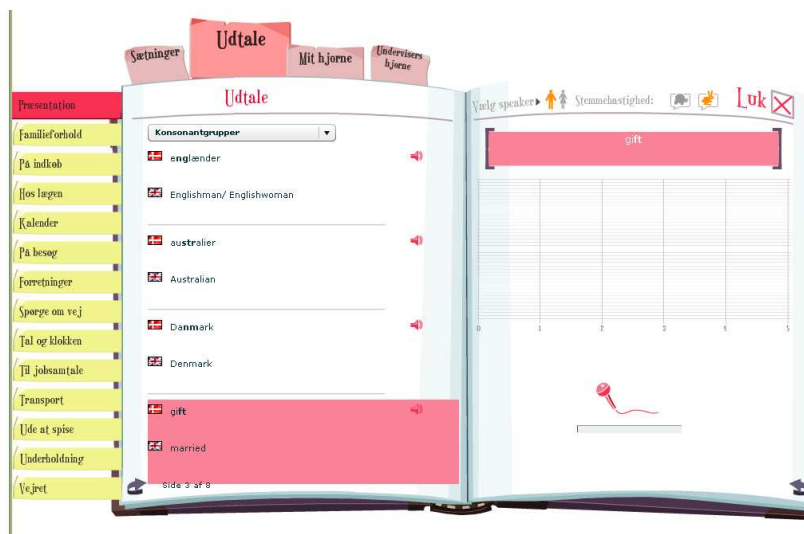 Sætninger
Udtale
Mit hjørne
Undervisers
hjørne
Præsentation
Familieforhold
På indkøb
Hos lægen
Kalender
På besøg
Forretninger
Spørge om vej
Tal og klokken
Til jobsamtale
Transport
Ude at spise
Underholdning
Vejret
Udtale
Konsonantgrupper
englænder
Englishman/ Englishwoman
australier
Australian
Danmark
Denmark
gift
married
Side 3 af 8
Vælg speaker Stemmehastighed: Luk
gift
0 1 2 3 4 5